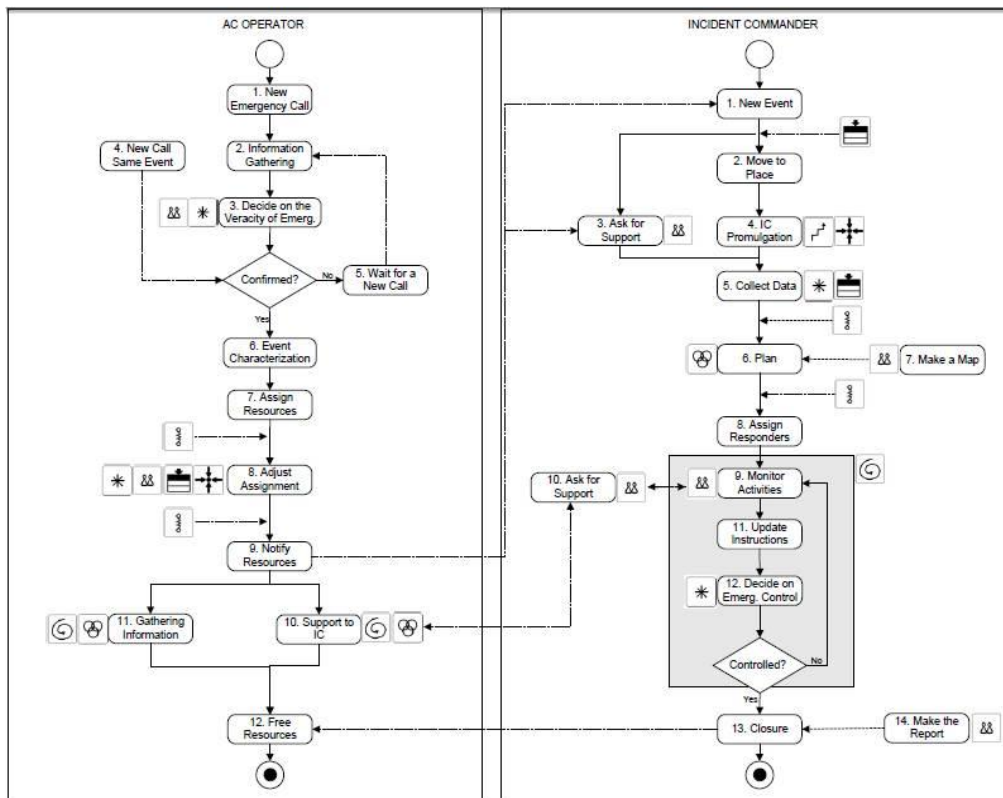 AC OPERATOR
1. New
Emergency Call
4. New Call
Same Event
2. Information
Gathering
3. Decide on the
Veracity of Emerg.
Confirmed?
No
5. Wait for a
New Call
Yes
6. Event
Characterization
7. Assign
Resources
8. Adjust
Assignment
9. Notify
Resources
11. Gathering
Information
10. Support to
IC
12. Free
Resources
INCIDENT COMMANDER
1. New Event
2. Move to
Place
3. Ask for
Support
4. IC
Promulgation
5. Collect Data
6. Plan
7. Make a Map
8. Assign
Responders
10. Ask for
Support
9. Monitor
Activities
11. Update
Instructions
12. Decide on
Emerg. Control
Controlled?
No
Yes
13. Closure
14. Make the
Report